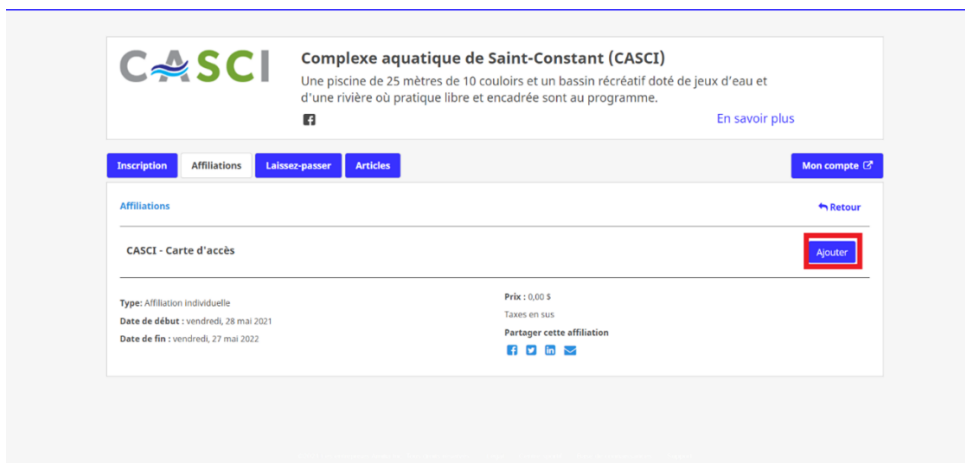 CASCI
Complexe aquatique de Saint-Constant (CASCI)
Une piscine de 25 mètres de 10 couloirs et un bassin récréatif doté de jeux d'eau et
d'une rivière où pratique libre et encadrée sont au programme.
En savoir plus
Inscription Affiliations Laissez-passer Articles Mon compte
Affiliations Retour
CASCI - Carte d'accès Ajouter
Type: Affiliation individuelle
Date de début : vendredi, 28 mai 2021
Date de fin : vendredi, 27 mai 2022
Prix : 0,00 $
Taxes en sus
Partager cette affiliation